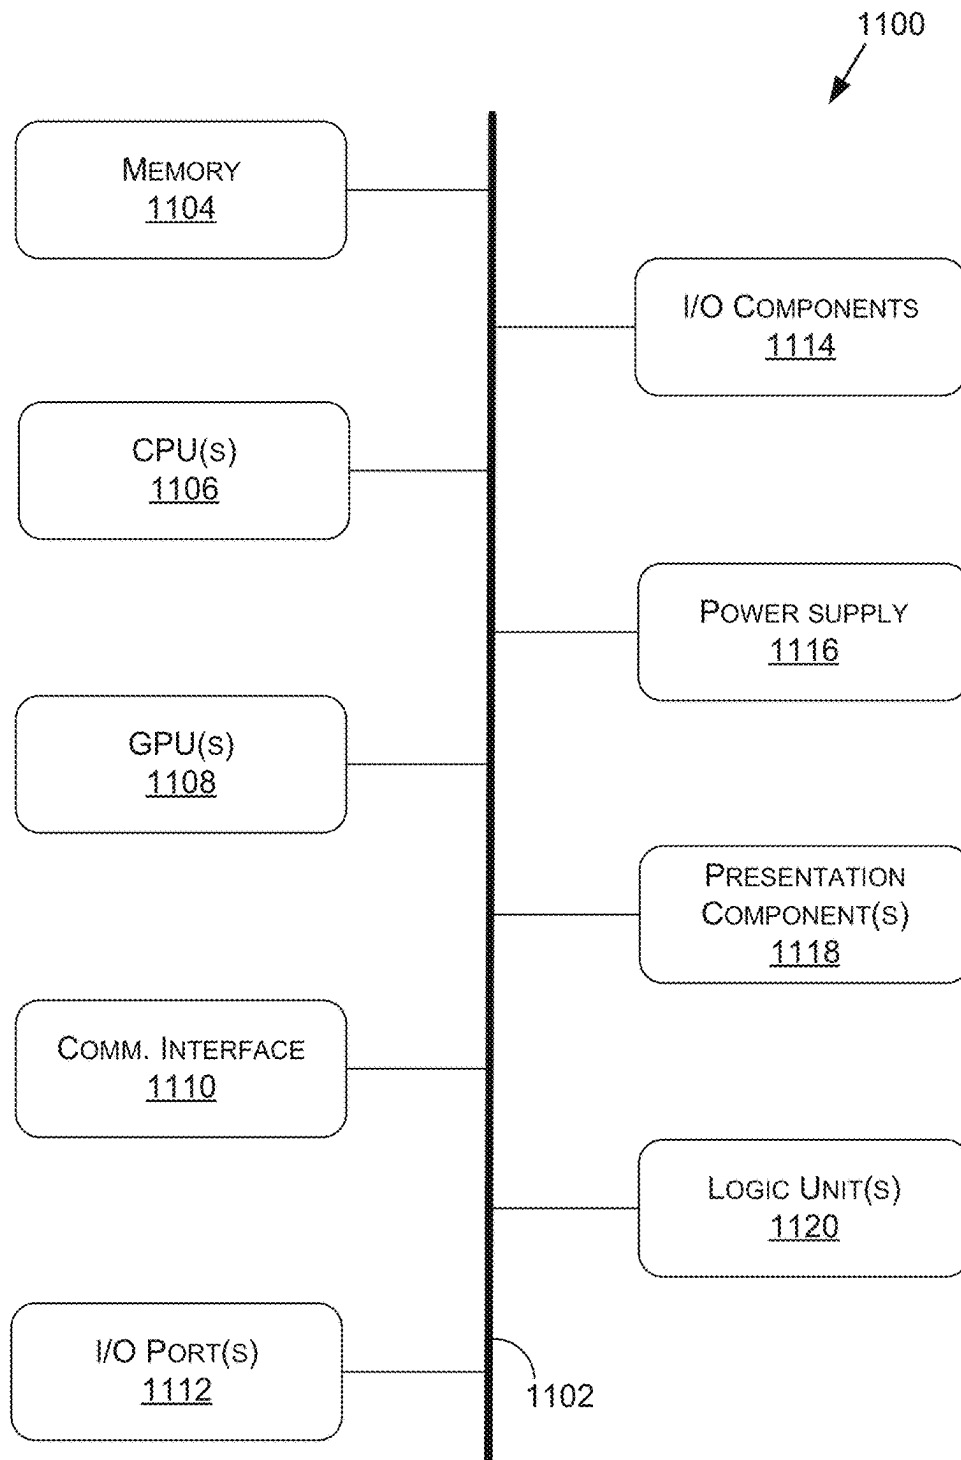 1100
MEMORY
1104
I/O COMPONENTS
1114
CPU(S)
1106
POWER SUPPLY
1116
GPU(S)
1108
PRESENTATION
COMPONENT(S)
1118
COMM. INTERFACE
1110
LOGIC UNIT(S)
1120
I/O PORT(S)
1112
1102